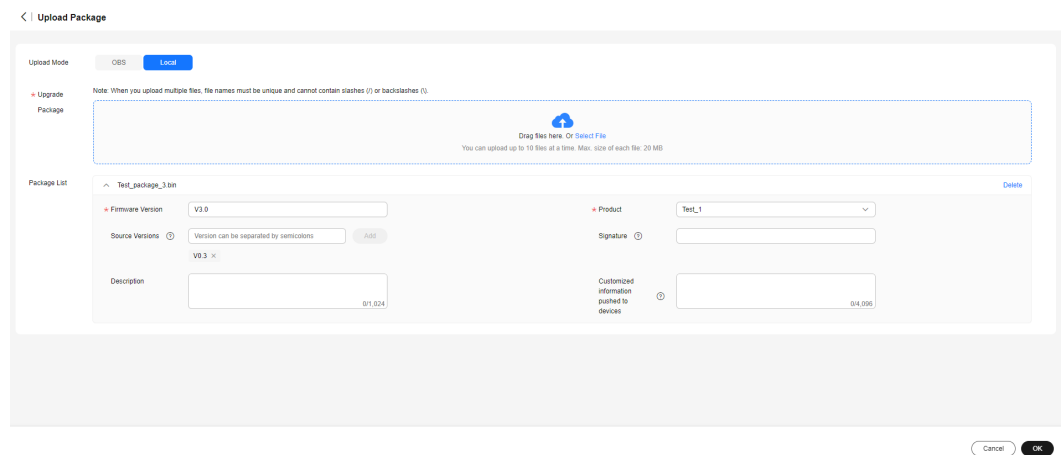 Upload Package
Upload Mode
OBS
Local
* Upgrade Package
Note: When you upload multiple files, file names must be unique and cannot contain slashes (/) or backslashes (\).
Drag files here. Or Select File
You can upload up to 10 files at a time. Max. size of each file: 20 MB
Package List
Test_package_3.bin
Delete
* Firmware Version
V3.0
* Product
Test_1
Source Versions
Version can be separated by semicolons
Add
V0.3 ×
Signature
Description
0/1,024
Customized
information
pushed to
devices
0/4,096
Cancel
OK